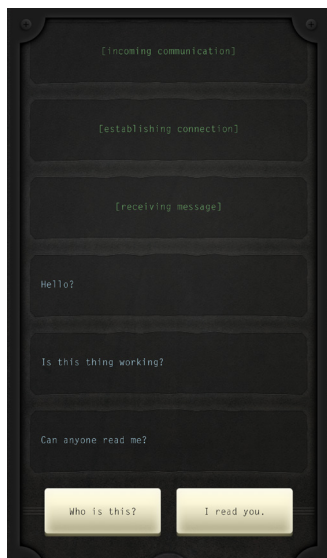 [incoming communication]
[establishing connection]
[receiving message]
Hello?
Is this thing working?
Can anyone read me?
Who is this?
I read you.